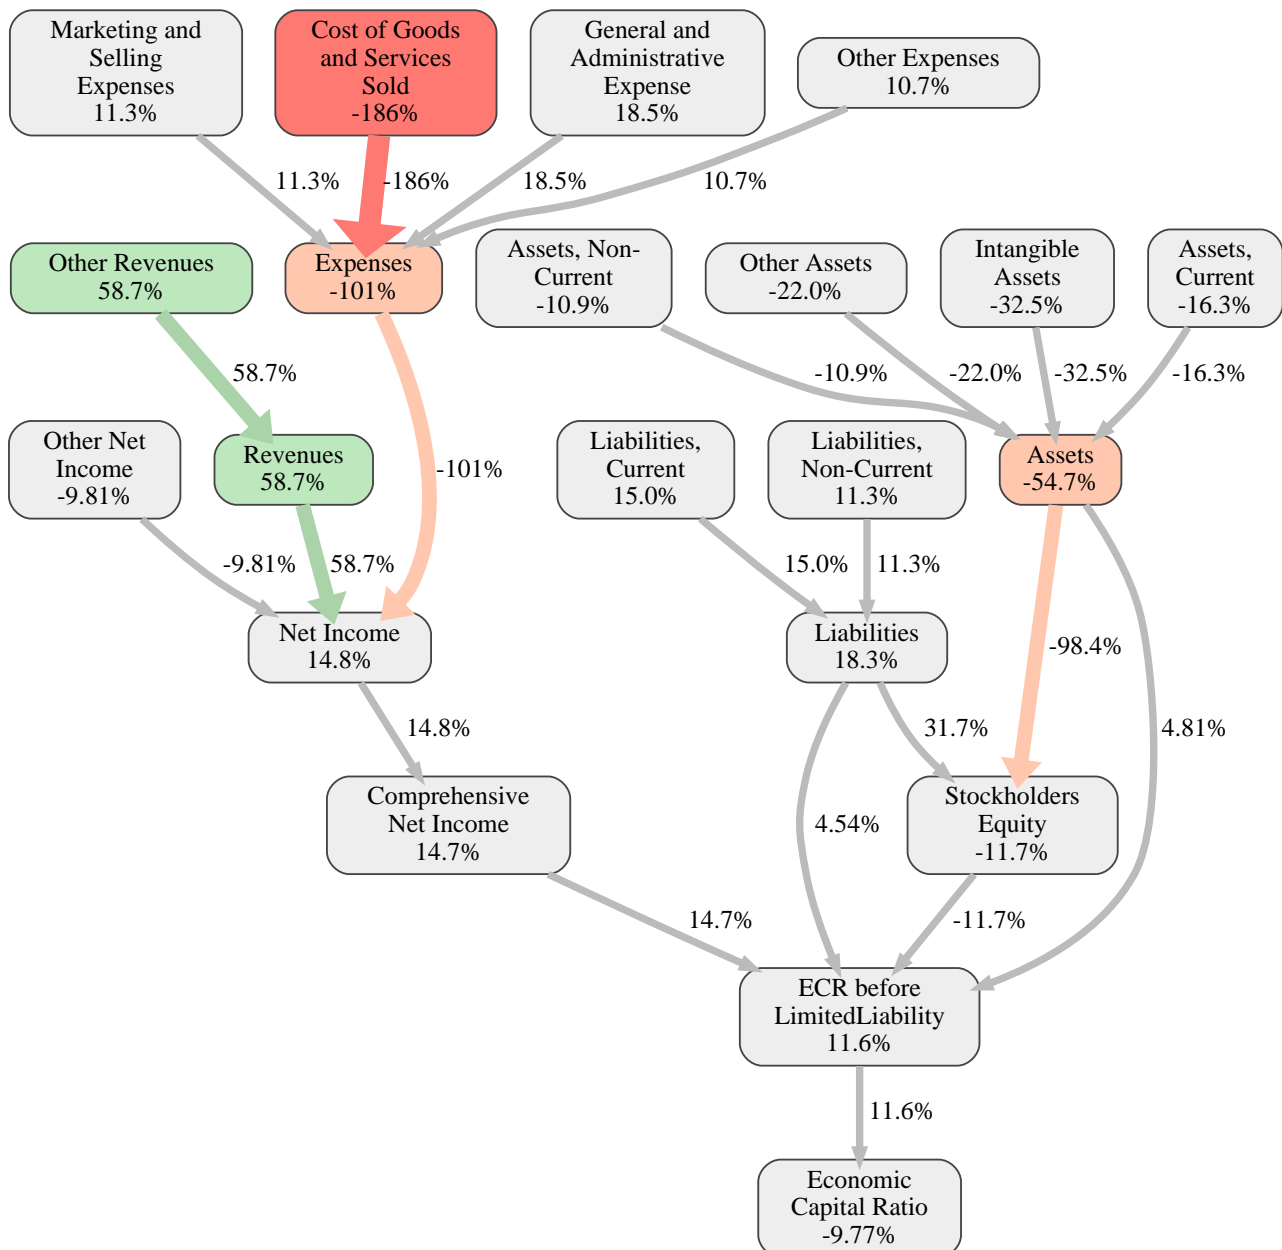 Marketing and
Selling
Expenses
11.3%
Cost of Goods
and Services
Sold
-186%
General and
Administrative
Expense
18.5%
Other Expenses
10.7%
11.3%
-186%
18.5%
10.7%
Other Revenues
58.7%
Expenses
-101%
Assets, Non-
Current
-10.9%
Other Assets
-22.0%
Intangible
Assets
-32.5%
Assets,
Current
-16.3%
58.7%
-10.9%
-22.0%
-32.5%
-16.3%
Other Net
Income
-9.81%
Revenues
58.7%
-101%
Liabilities,
Current
15.0%
Liabilities,
Non-Current
11.3%
Assets
-54.7%
-9.81%
58.7%
15.0%
11.3%
Net Income
14.8%
Liabilities
18.3%
-98.4%
14.8%
31.7%
4.81%
Comprehensive
Net Income
14.7%
4.54%
Stockholders
Equity
-11.7%
14.7%
-11.7%
ECR before
LimitedLiability
11.6%
11.6%
Economic
Capital Ratio
-9.77%